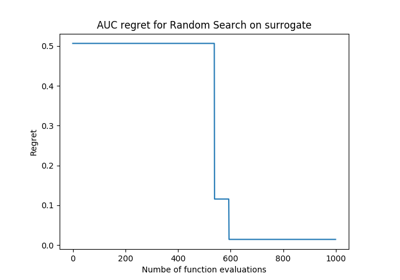 AUC regret for Random Search on surrogate
Regret
0.5
0.4
0.3
0.2
0.1
0.0
0 200 400 600 800 1000
Numbe of function evaluations